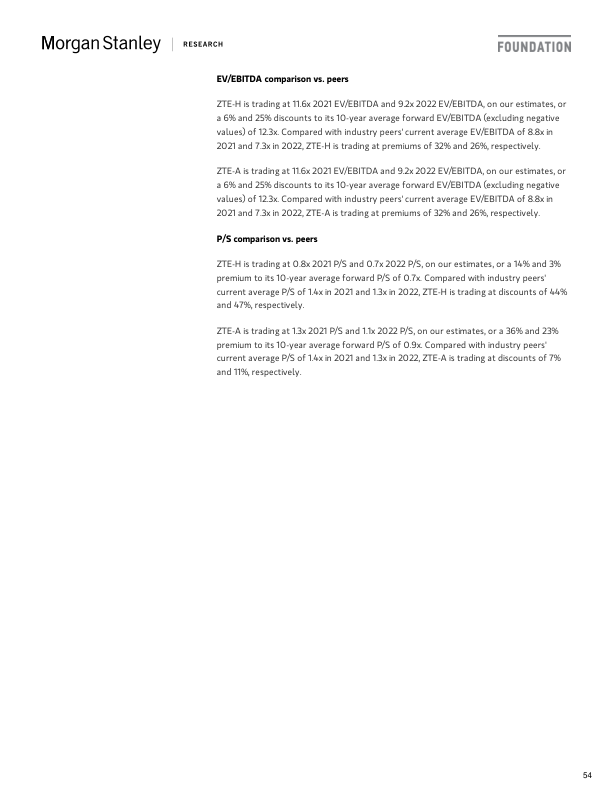 Morgan Stanley | RESEARCH
FOUNDATION
EV/EBITDA comparison vs. peers
ZTE-H is trading at 11.6x 2021 EV/EBITDA and 9.2x 2022 EV/EBITDA, on our estimates, or
a 6% and 25% discounts to its 10-year average forward EV/EBITDA (excluding negative
values) of 12.3x. Compared with industry peers' current average EV/EBITDA of 8.8x in
2021 and 7.3x in 2022, ZTE-H is trading at premiums of 32% and 26%, respectively.
ZTE-A is trading at 11.6x 2021 EV/EBITDA and 9.2x 2022 EV/EBITDA, on our estimates, or
a 6% and 25% discounts to its 10-year average forward EV/EBITDA (excluding negative
values) of 12.3x. Compared with industry peers' current average EV/EBITDA of 8.8x in
2021 and 7.3x in 2022, ZTE-A is trading at premiums of 32% and 26%, respectively.
P/S comparison vs. peers
ZTE-H is trading at 0.8x 2021 P/S and 0.7x 2022 P/S, on our estimates, or a 14% and 3%
premium to its 10-year average forward P/S of 0.7x. Compared with industry peers'
current average P/S of 1.4x in 2021 and 1.3x in 2022, ZTE-H is trading at discounts of 44%
and 47%, respectively.
ZTE-A is trading at 1.3x 2021 P/S and 1.1x 2022 P/S, on our estimates, or a 36% and 23%
premium to its 10-year average forward P/S of 0.9x. Compared with industry peers'
current average P/S of 1.4x in 2021 and 1.3x in 2022, ZTE-A is trading at discounts of 7%
and 11%, respectively.
54